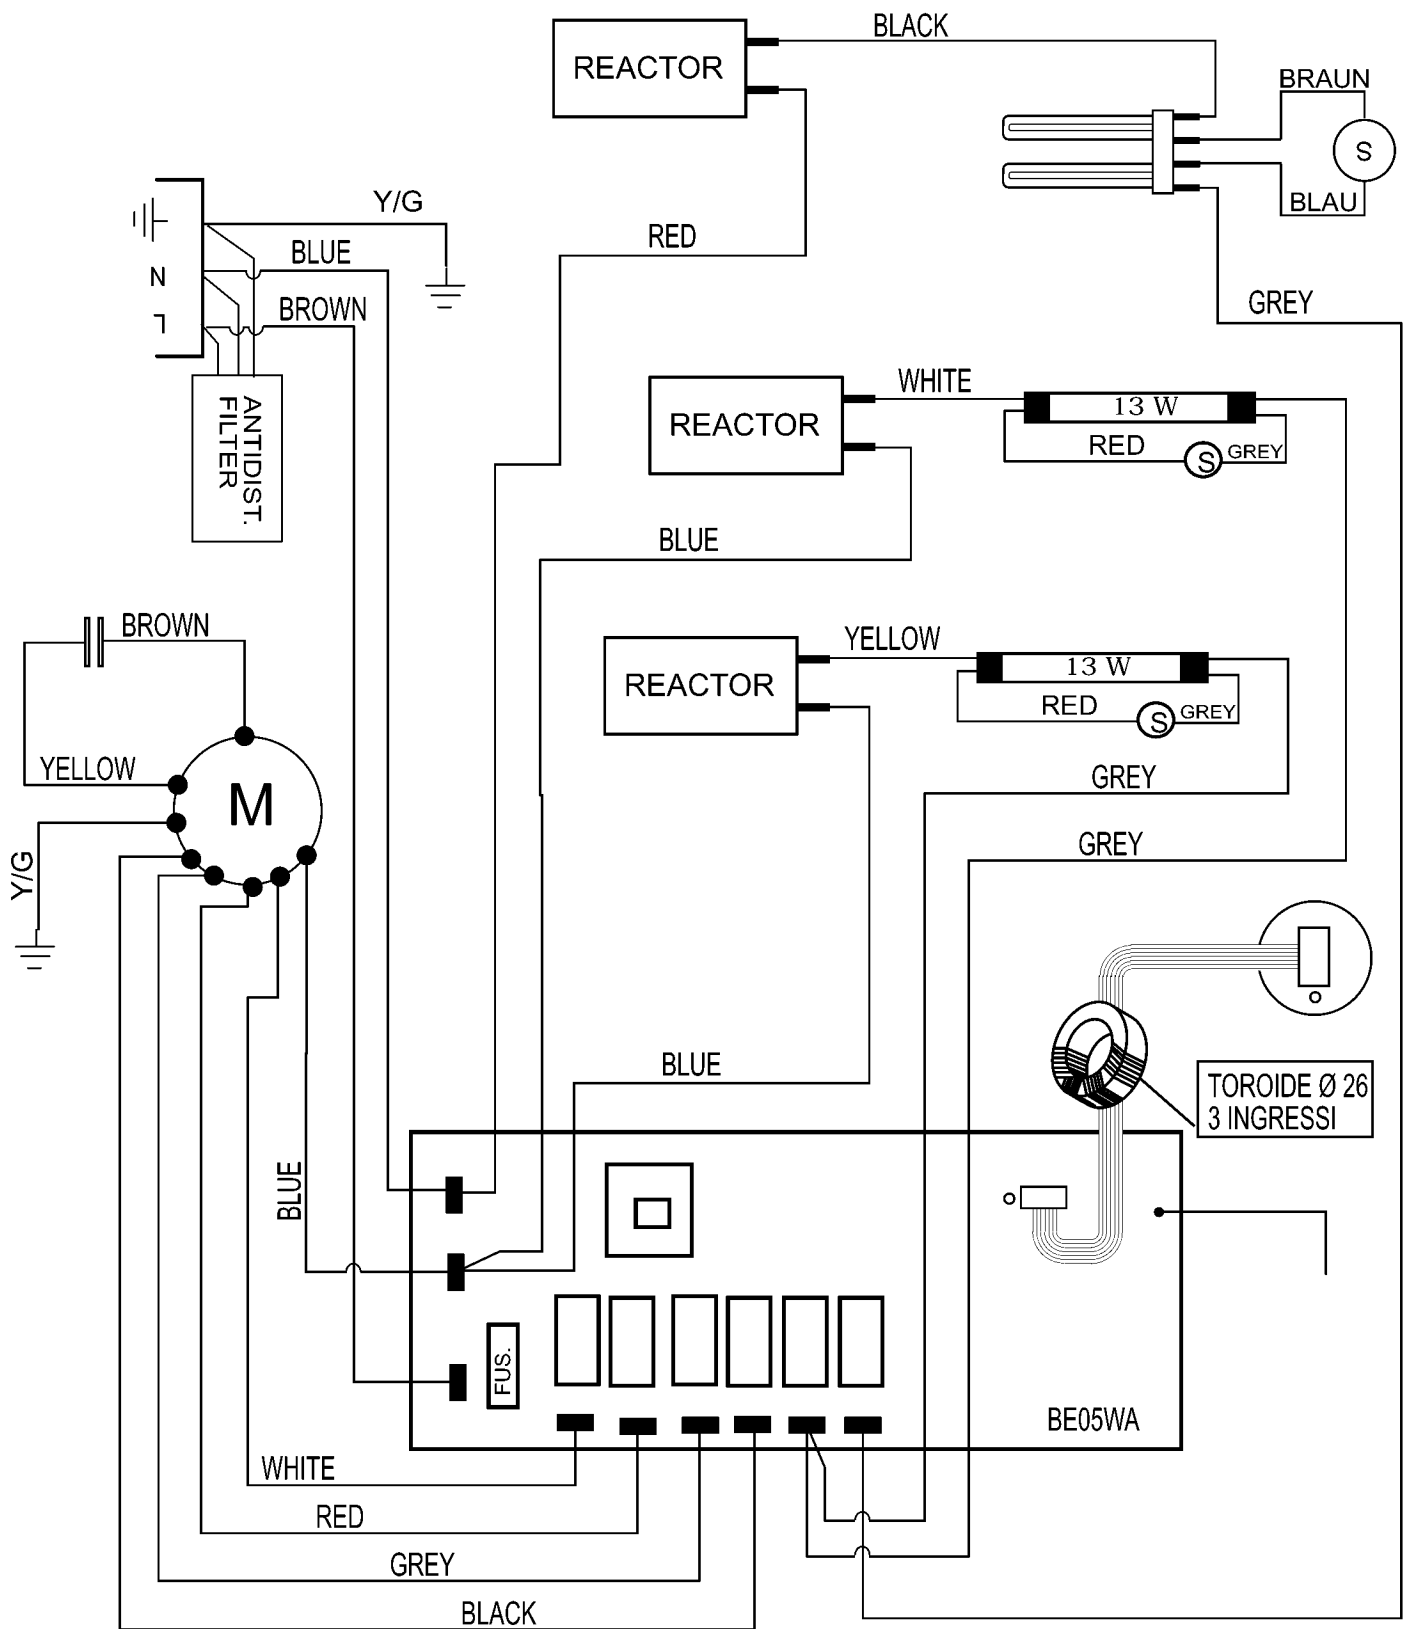 BLACK
REACTOR
BRAUN
S
BLAU
Y/G
BLUE
N
BROWN
L
RED
GREY
ANTIDIST.
FILTER
REACTOR
WHITE
13 W
RED
S
GREY
BLUE
BROWN
YELLOW
REACTOR
13 W
RED
S
GREY
YELLOW
M
GREY
GREY
Y/G
BLUE
TOROIDE Ø 26
3 INGRESSI
BLUE
FUS.
BE05WA
WHITE
RED
GREY
BLACK